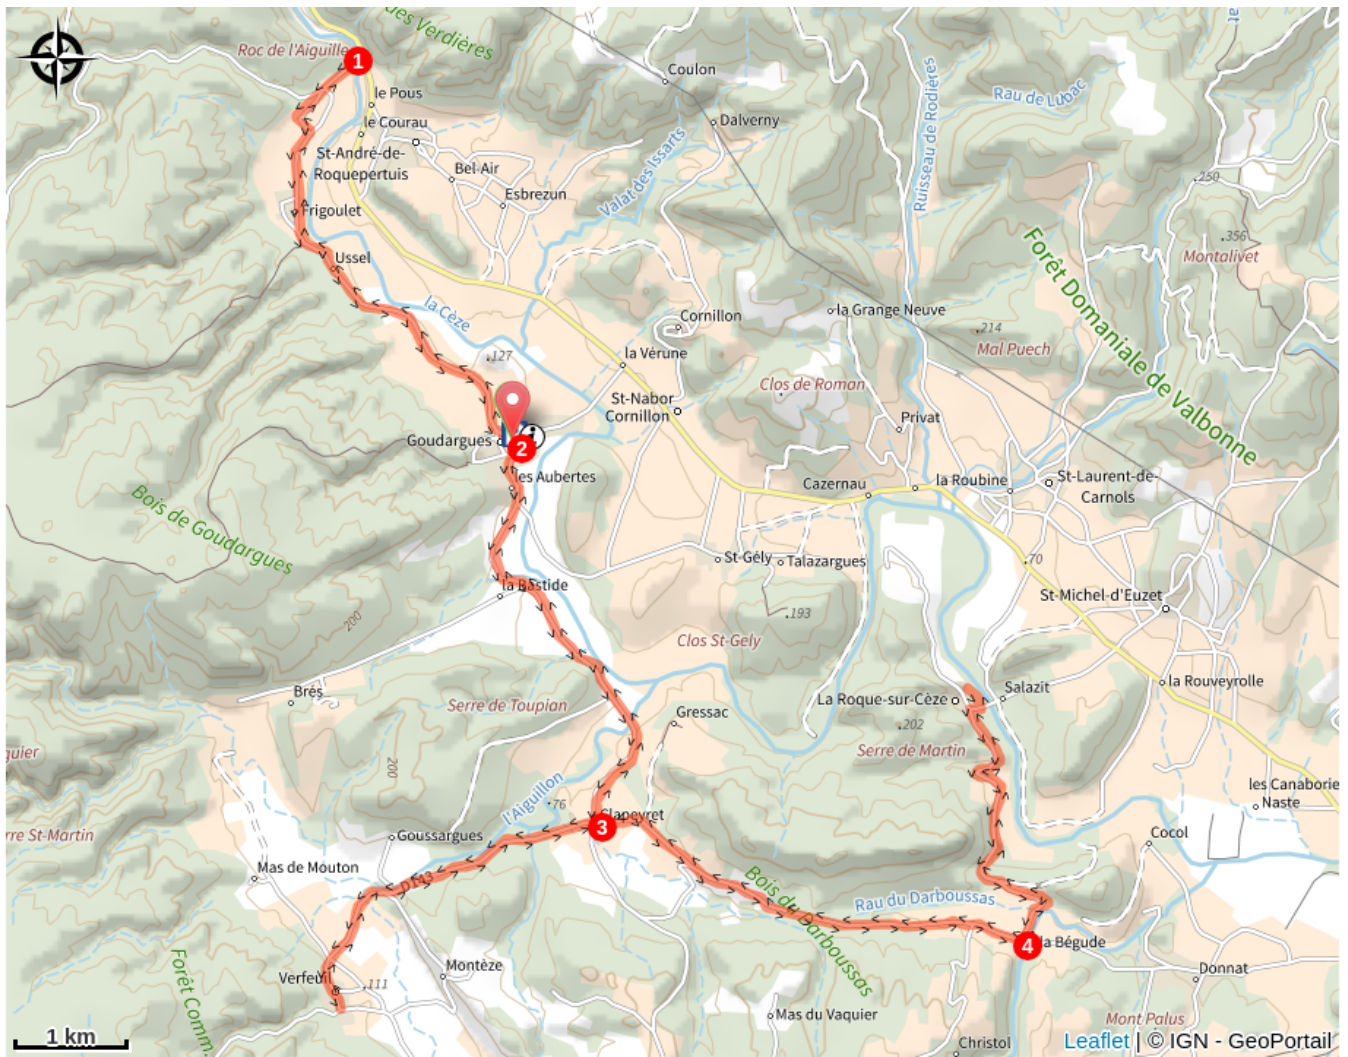 des Verdières
Roc de l'Aiguille
1
Coulon
le Pous
Rau de Lubac
le Courau
Dalverny
Ruisseau de Rodières
St-André-de-
Roquepertuis
Bel-Air
Valat des Issarts
Esbrezun
250
Frigoulet
356
Montalivet
Forêt Domaniale de Valbonne
Ussel
la Cèze
Cornillon
la Grange Neuve
214
Mal Puech
127
la Vérune
Clos de Roman
St-Nabor
Cornillon
Privat
Goudargues
2
les Aubertes
Cazernau
la Roubine
St-Laurent-de-
Carnols
Bois de Goudargues
St-Gély
Talazargues
70
la Bastide
St-Michel-d'Euzet
193
200
Clos St-Gely
la Rouveyrolle
Brés
Serre de Toupian
Gressac
La Roque-sur-Cèze
Salazit
202
Serre de Martin
quier
200
l'Aiguillon
76
les Canaborie
Naste
Clapeyret
3
rre St-Martin
Goussargues
Cocol
Mas de Mouton
D143
Bois du Darboussas
Rau du Darboussas
4
la Bégude
Forêt Comm.
Verfeuil
111
Montèze
Donnat
Mas du Vaquier
Mont Palus
1 km
Christol
Leaflet | © IGN - GeoPortail